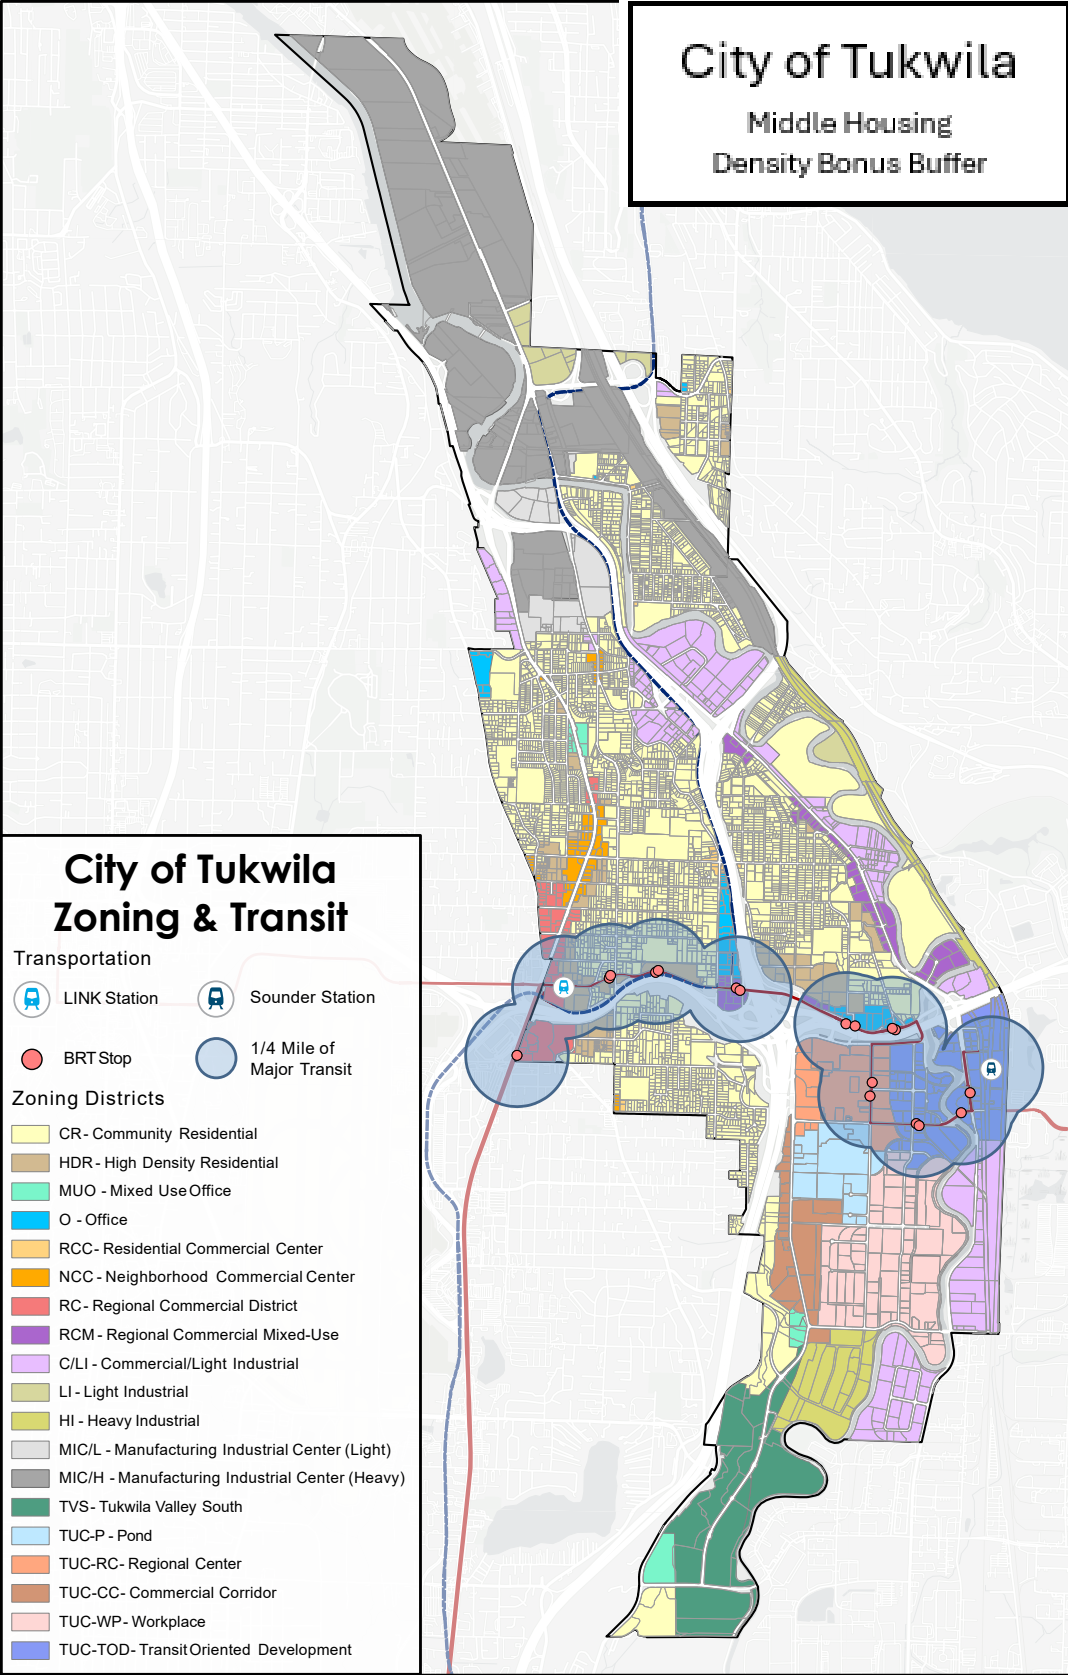 City of Tukwila
Middle Housing
Density Bonus Buffer
City of Tukwila
Zoning & Transit
Transportation
LINK Station
Sounder Station
BRT Stop
1/4 Mile of
Major Transit
Zoning Districts
CR - Community Residential
HDR - High Density Residential
MUO - Mixed Use Office
O - Office
RCC - Residential Commercial Center
NCC - Neighborhood Commercial Center
RC - Regional Commercial District
RCM - Regional Commercial Mixed-Use
C/LI - Commercial/Light Industrial
LI - Light Industrial
HI - Heavy Industrial
MIC/L - Manufacturing Industrial Center (Light)
MIC/H - Manufacturing Industrial Center (Heavy)
TVS - Tukwila Valley South
TUC-P - Pond
TUC-RC - Regional Center
TUC-CC - Commercial Corridor
TUC-WP - Workplace
TUC-TOD - Transit Oriented Development